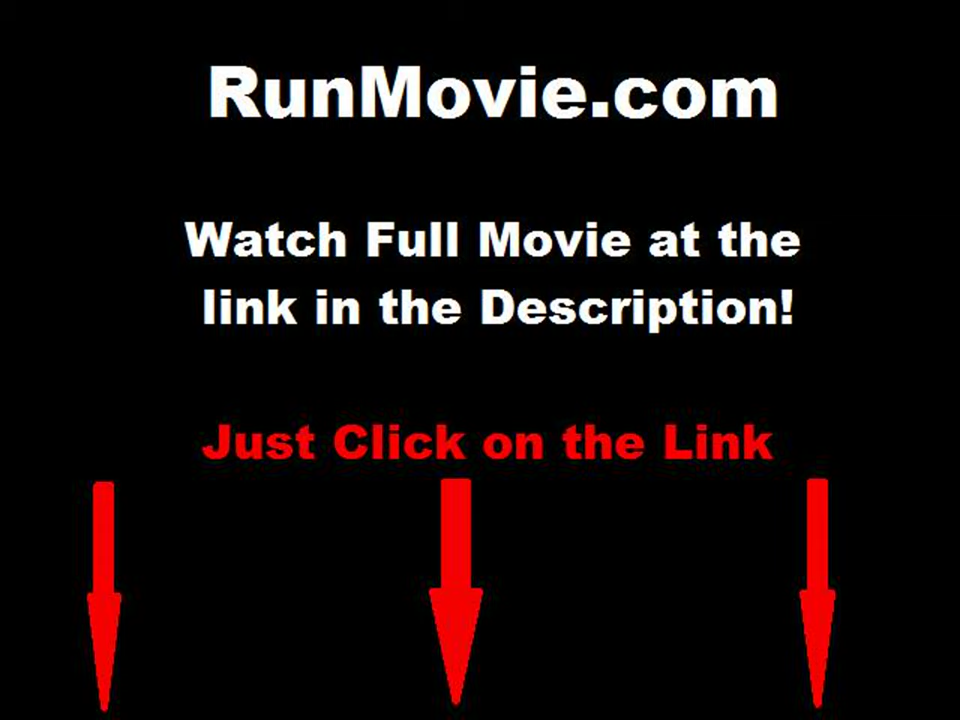 RunMovie.com
Watch Full Movie at the
link in the Description!
Just Click on the Link